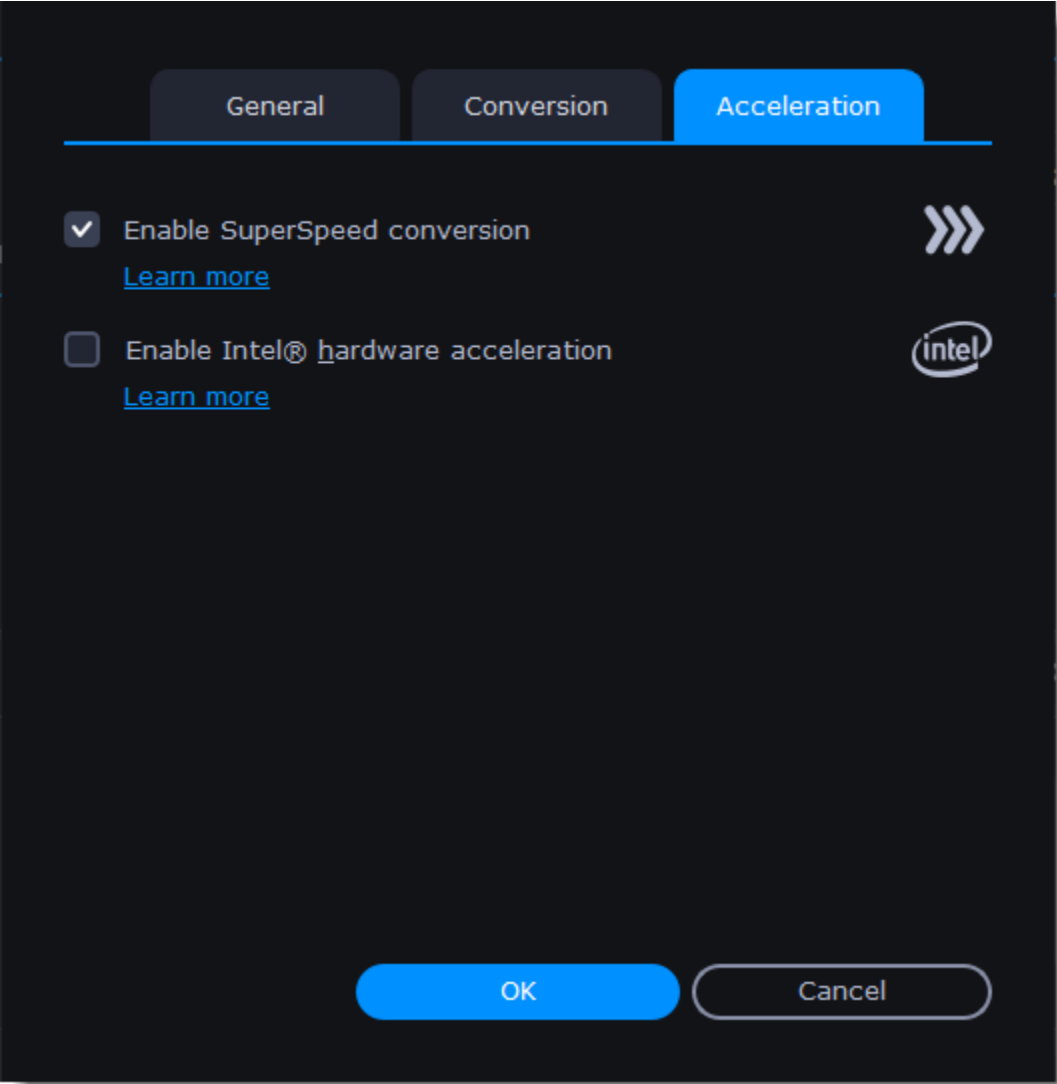 General Conversion Acceleration
Enable SuperSpeed conversion
Learn more
Enable Intel® hardware acceleration
intel
Learn more
OK Cancel